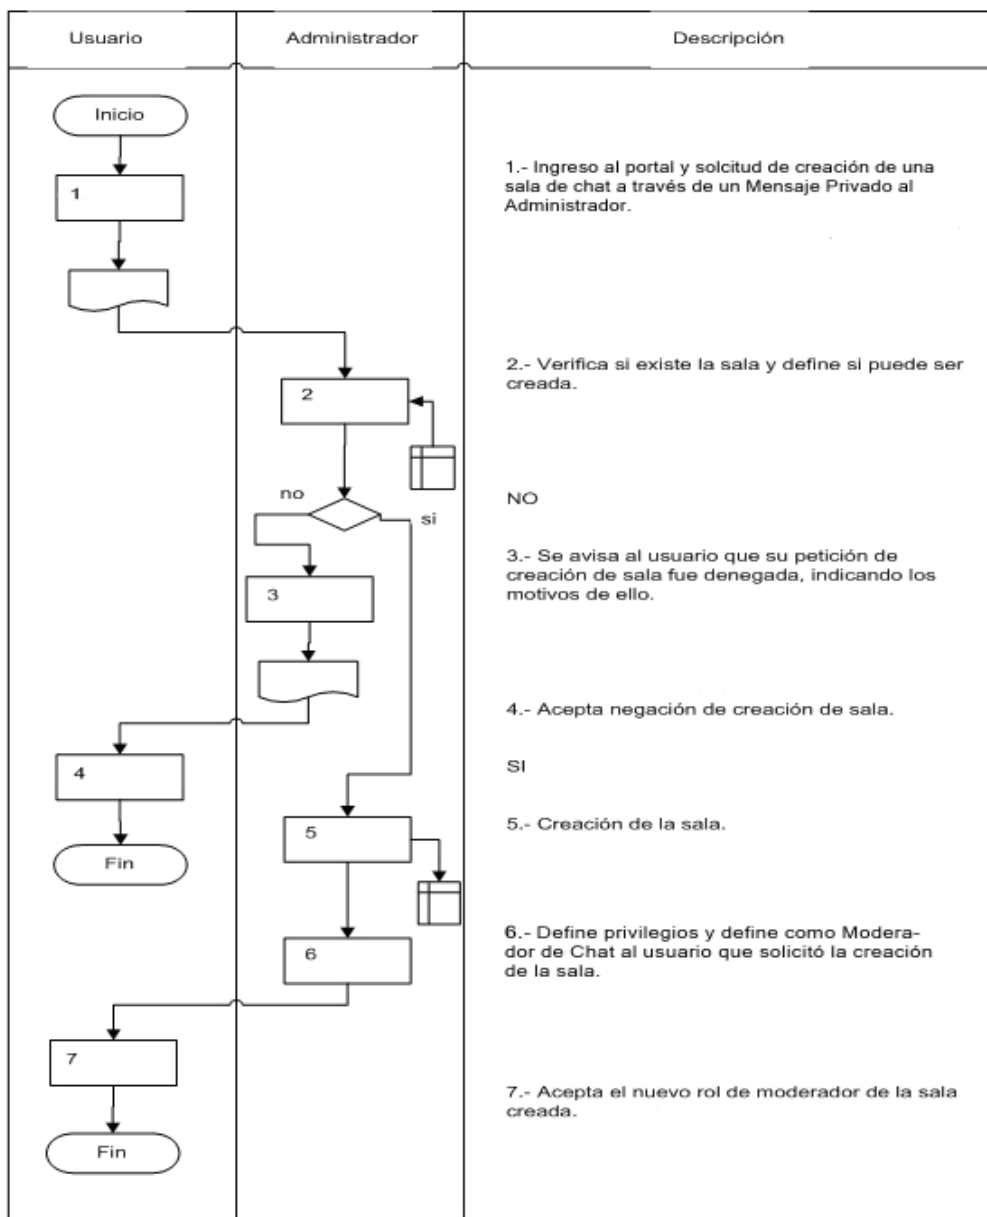 Usuario
Administrador
Descripción
Inicio
1
1.- Ingreso al portal y solcitud de creación de una
sala de chat a través de un Mensaje Privado al
Administrador.
2
2.- Verifica si existe la sala y define si puede ser
creada.
no
si
NO
3
3.- Se avisa al usuario que su petición de
creación de sala fue denegada, indicando los
motivos de ello.
4
4.- Acepta negación de creación de sala.
SI
5
5.- Creación de la sala.
Fin
6
6.- Define privilegios y define como Modera-
dor de Chat al usuario que solicitó la creación
de la sala.
7
7.- Acepta el nuevo rol de moderador de la sala
creada.
Fin